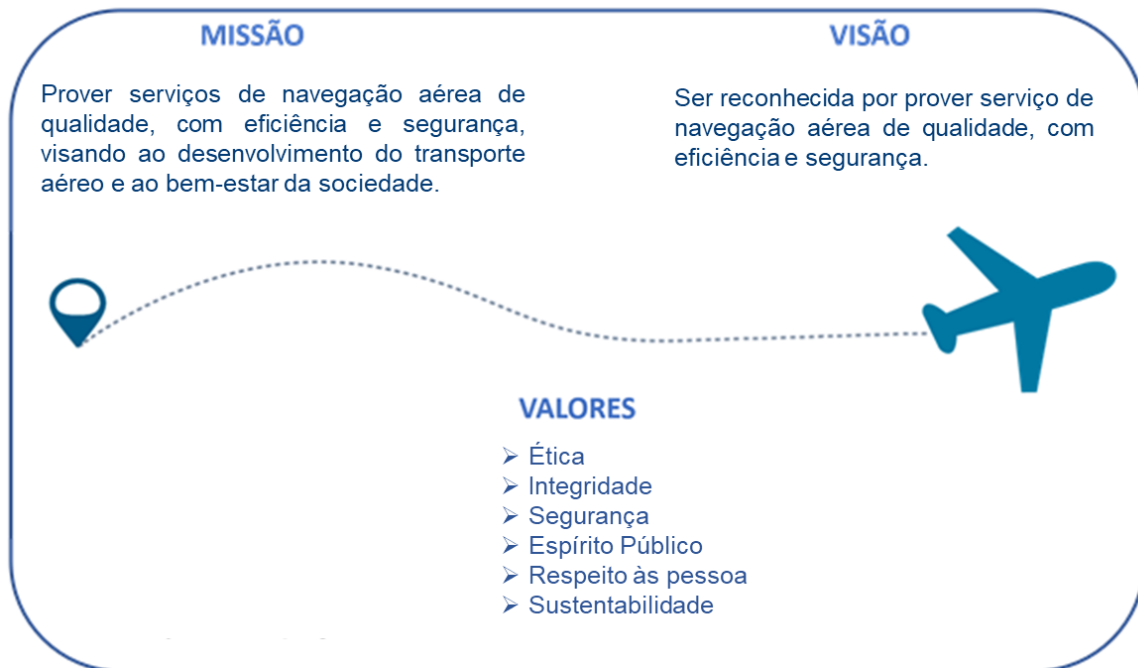 MISSÃO
Prover serviços de navegação aérea de
qualidade, com eficiência e segurança,
visando ao desenvolvimento do transporte
aéreo e ao bem-estar da sociedade.
VISÃO
Ser reconhecida por prover serviço de
navegação aérea de qualidade, com
eficiência e segurança.
VALORES
➢ Ética
➢ Integridade
➢ Segurança
➢ Espírito Público
➢ Respeito às pessoa
➢ Sustentabilidade